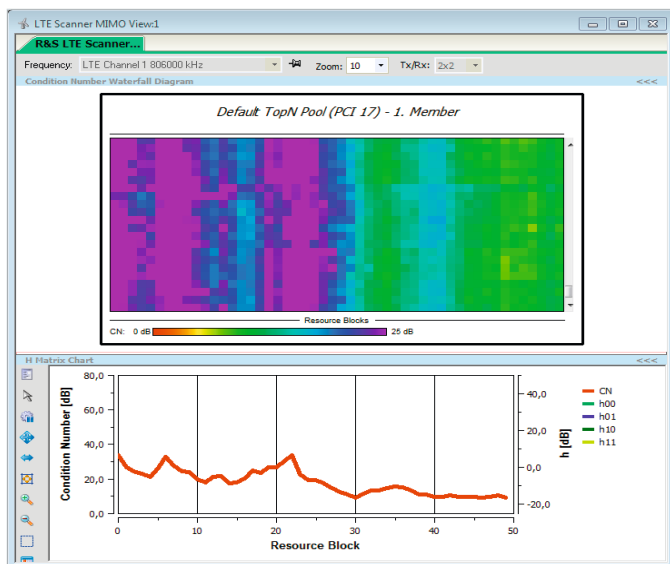 LTE Scanner MIMO View:1
R&S LTE Scanner...
Frequency: LTE Channel 1 806000 kHz Zoom: 10 Tx/Rx: 2x2
Condition Number Waterfall Diagram <<<
Default TopN Pool (PCI 17) - 1. Member
Resource Blocks
CN: 0 dB 25 dB
H Matrix Chart <<<
80,0
60,0
40,0
20,0
0,0
Condition Number [dB]
0 10 20 30 40 50
Resource Block
40,0
20,0
0,0
-20,0
h [dB]
CN
h00
h01
h10
h11